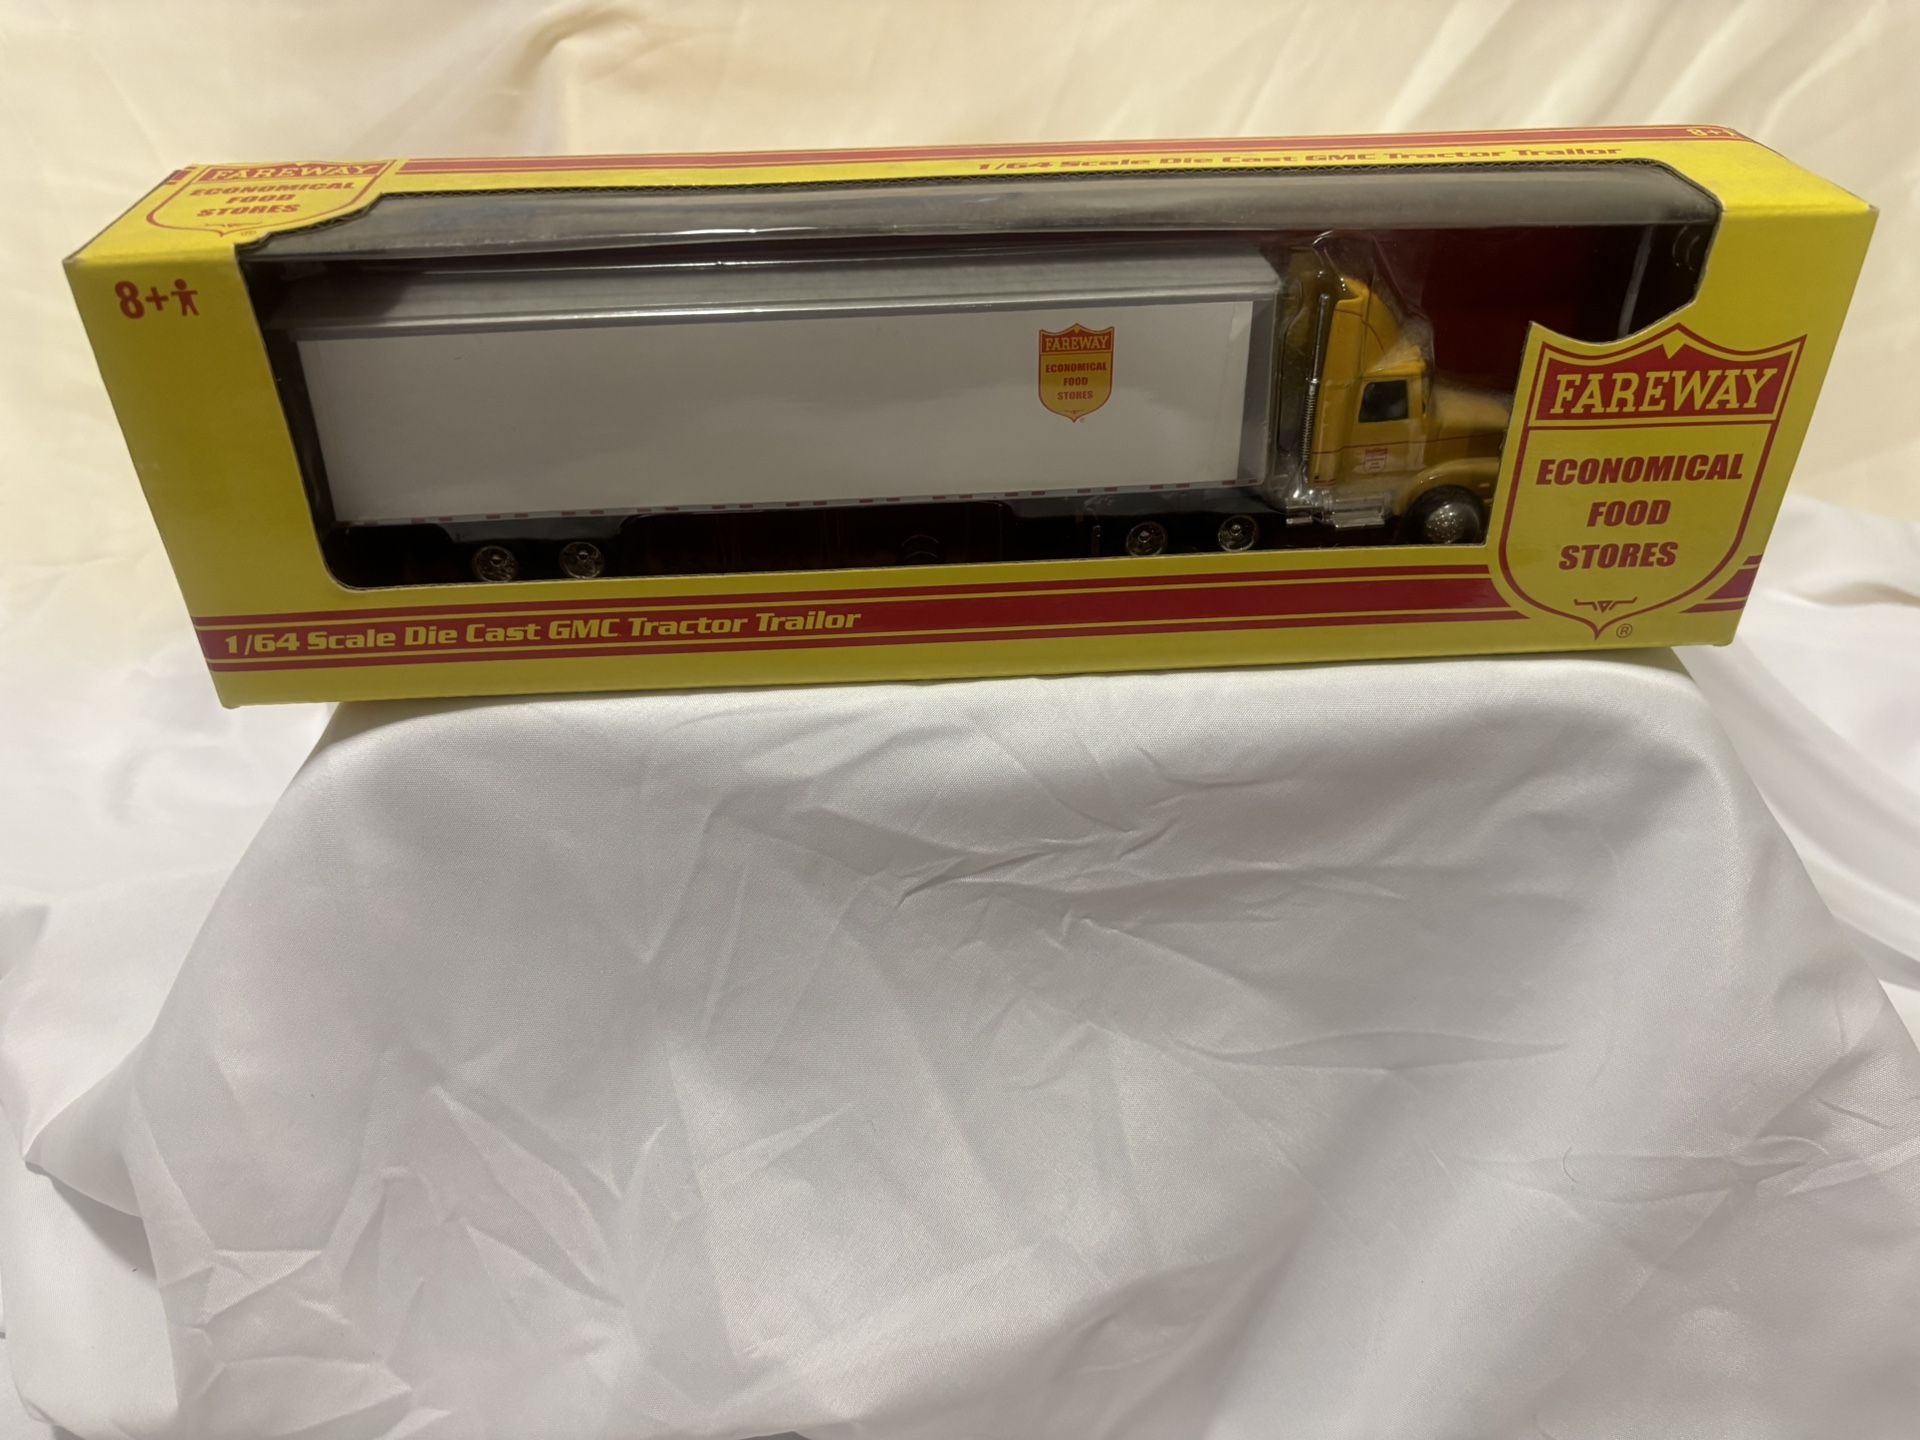 FAREWAY
ECONOMICAL
FOOD
STORES
1/64 Scale Die Cast GMC Tractor Trailor
8+
8+
FAREWAY
ECONOMICAL
FOOD
STORES
FAREWAY
ECONOMICAL
FOOD
STORES
®
1/64 Scale Die Cast GMC Tractor Trailor